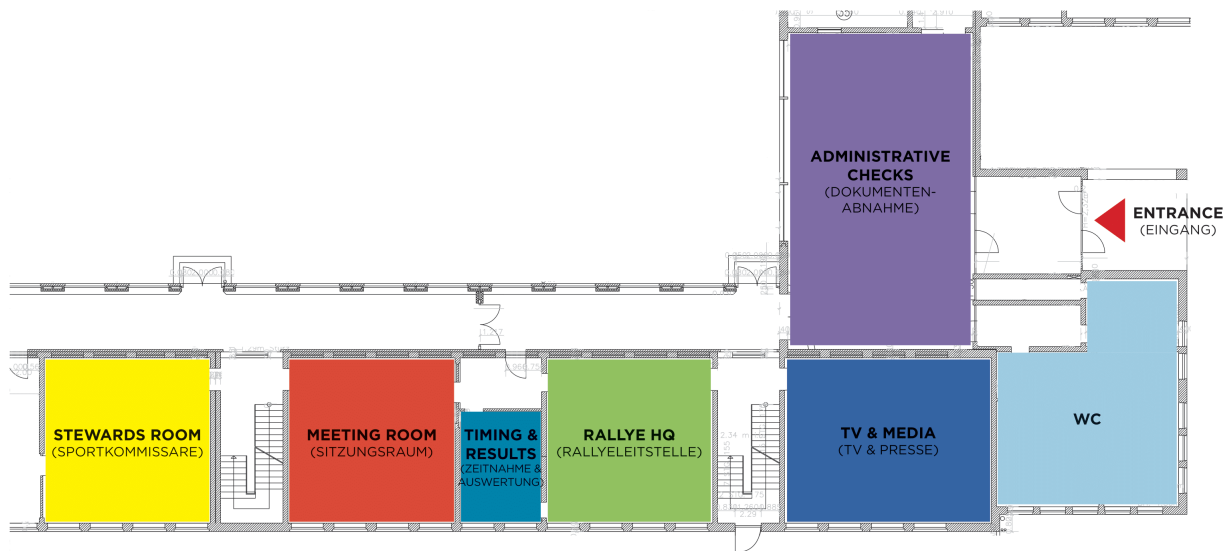 ADMINISTRATIVE
CHECKS
(DOKUMENTEN-
ABNAHME)
ENTRANCE
(EINGANG)
STEWARDS ROOM
(SPORTKOMMISSARE)
MEETING ROOM
(SITZUNGSRAUM)
TIMING &
RESULTS
(ZEITNAHME &
AUSWERTUNG)
RALLYE HQ
(RALLYELEITSTELLE)
TV & MEDIA
(TV & PRESSE)
WC